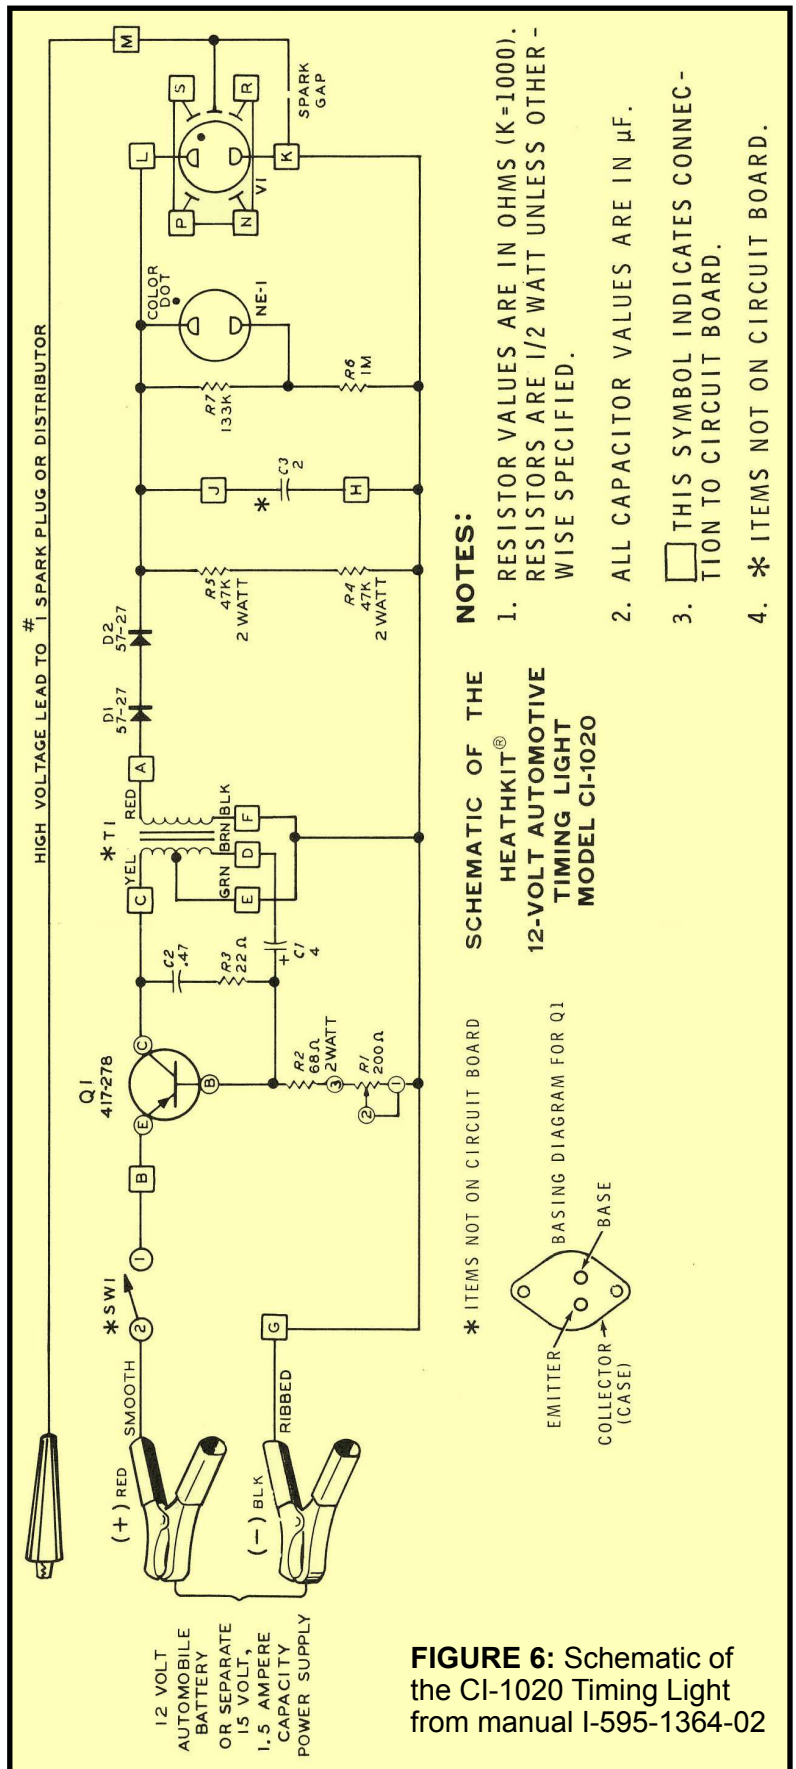 HIGH VOLTAGE LEAD TO #1 SPARK PLUG OR DISTRIBUTOR
M
12 VOLT
AUTOMOBILE
BATTERY
OR SEPARATE
15 VOLT,
1.5 AMPERE
CAPACITY
POWER SUPPLY
(+) RED
SMOOTH
(-) BLK
RIBBED
G
* SW1
2
1
B
Q1
417-278
E
C
B
R2
68Ω
2WATT
3
R1
200Ω
2
1
C2
.47
R3
22Ω
+
C1
4
C
YEL
* T1
RED
GRN
BRN
BLK
E
D
F
A
D1
57-27
D2
57-27
R5
47K
2 WATT
R4
47K
2 WATT
J
*
C3
2
H
R7
133K
R6
1M
COLOR
DOT
NE-1
L
P
S
N
R
V1
K
SPARK
GAP
* ITEMS NOT ON CIRCUIT BOARD
BASING DIAGRAM FOR Q1
EMITTER
BASE
COLLECTOR
(CASE)
SCHEMATIC OF THE
HEATHKIT®
12-VOLT AUTOMOTIVE
TIMING LIGHT
MODEL CI-1020
NOTES:
1. RESISTOR VALUES ARE IN OHMS (K=1000).
RESISTORS ARE 1/2 WATT UNLESS OTHER-
WISE SPECIFIED.
2. ALL CAPACITOR VALUES ARE IN µF.
3. THIS SYMBOL INDICATES CONNEC-
TION TO CIRCUIT BOARD.
4. * ITEMS NOT ON CIRCUIT BOARD.
FIGURE 6: Schematic of
the CI-1020 Timing Light
from manual I-595-1364-02